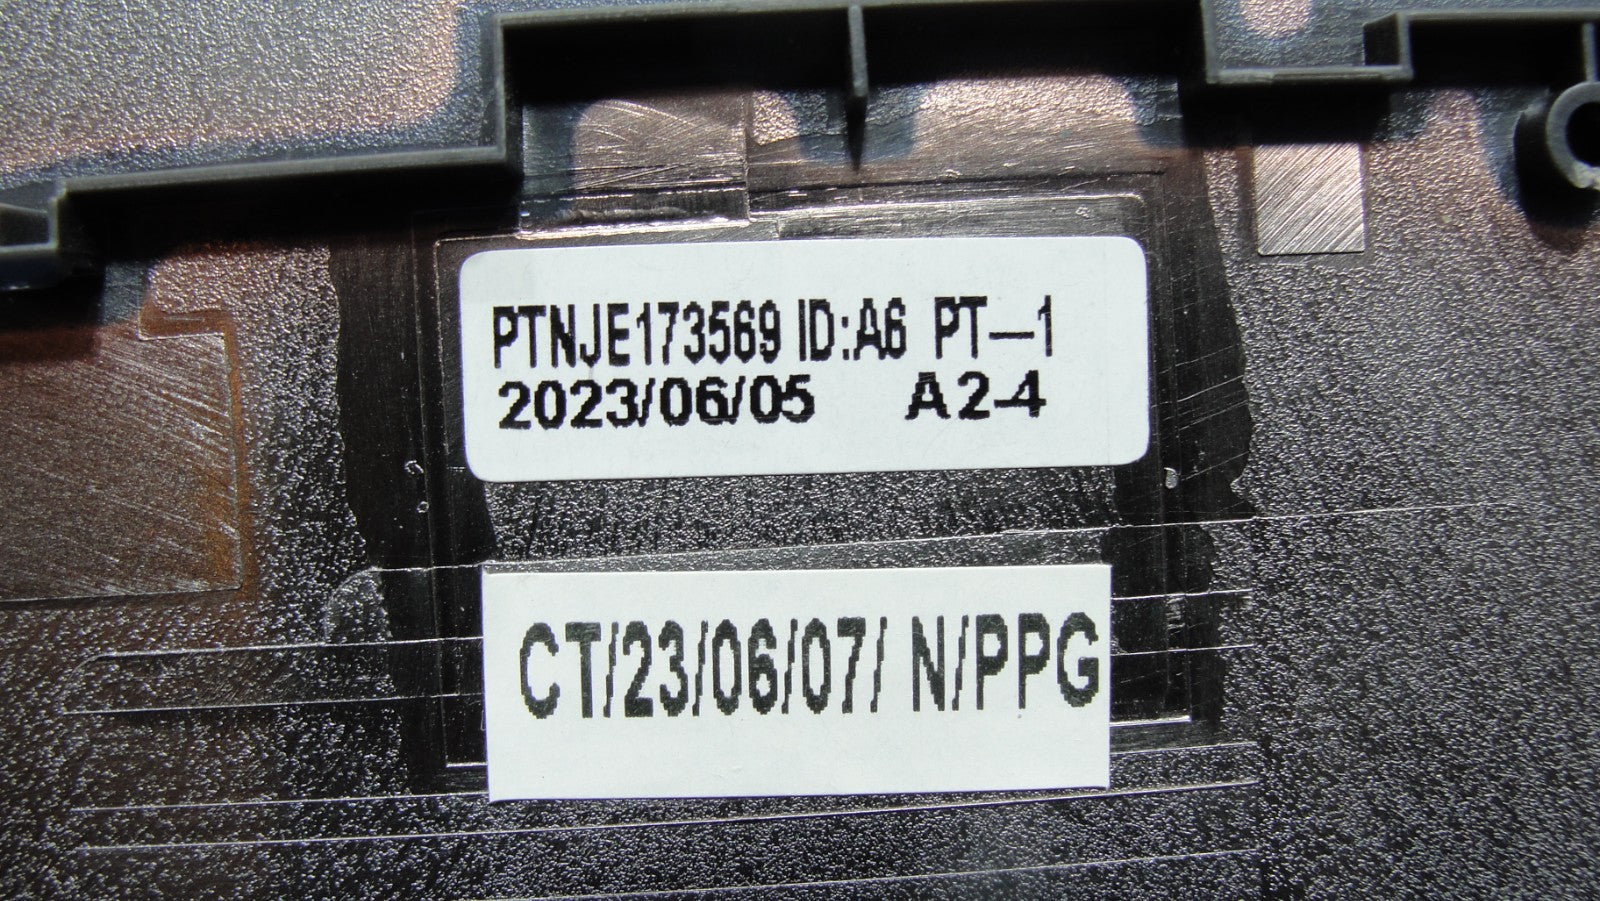 PTNJE173569 ID:A6 PT-1
2023/06/05 A2-4
CT/23/06/07/ N/PPG